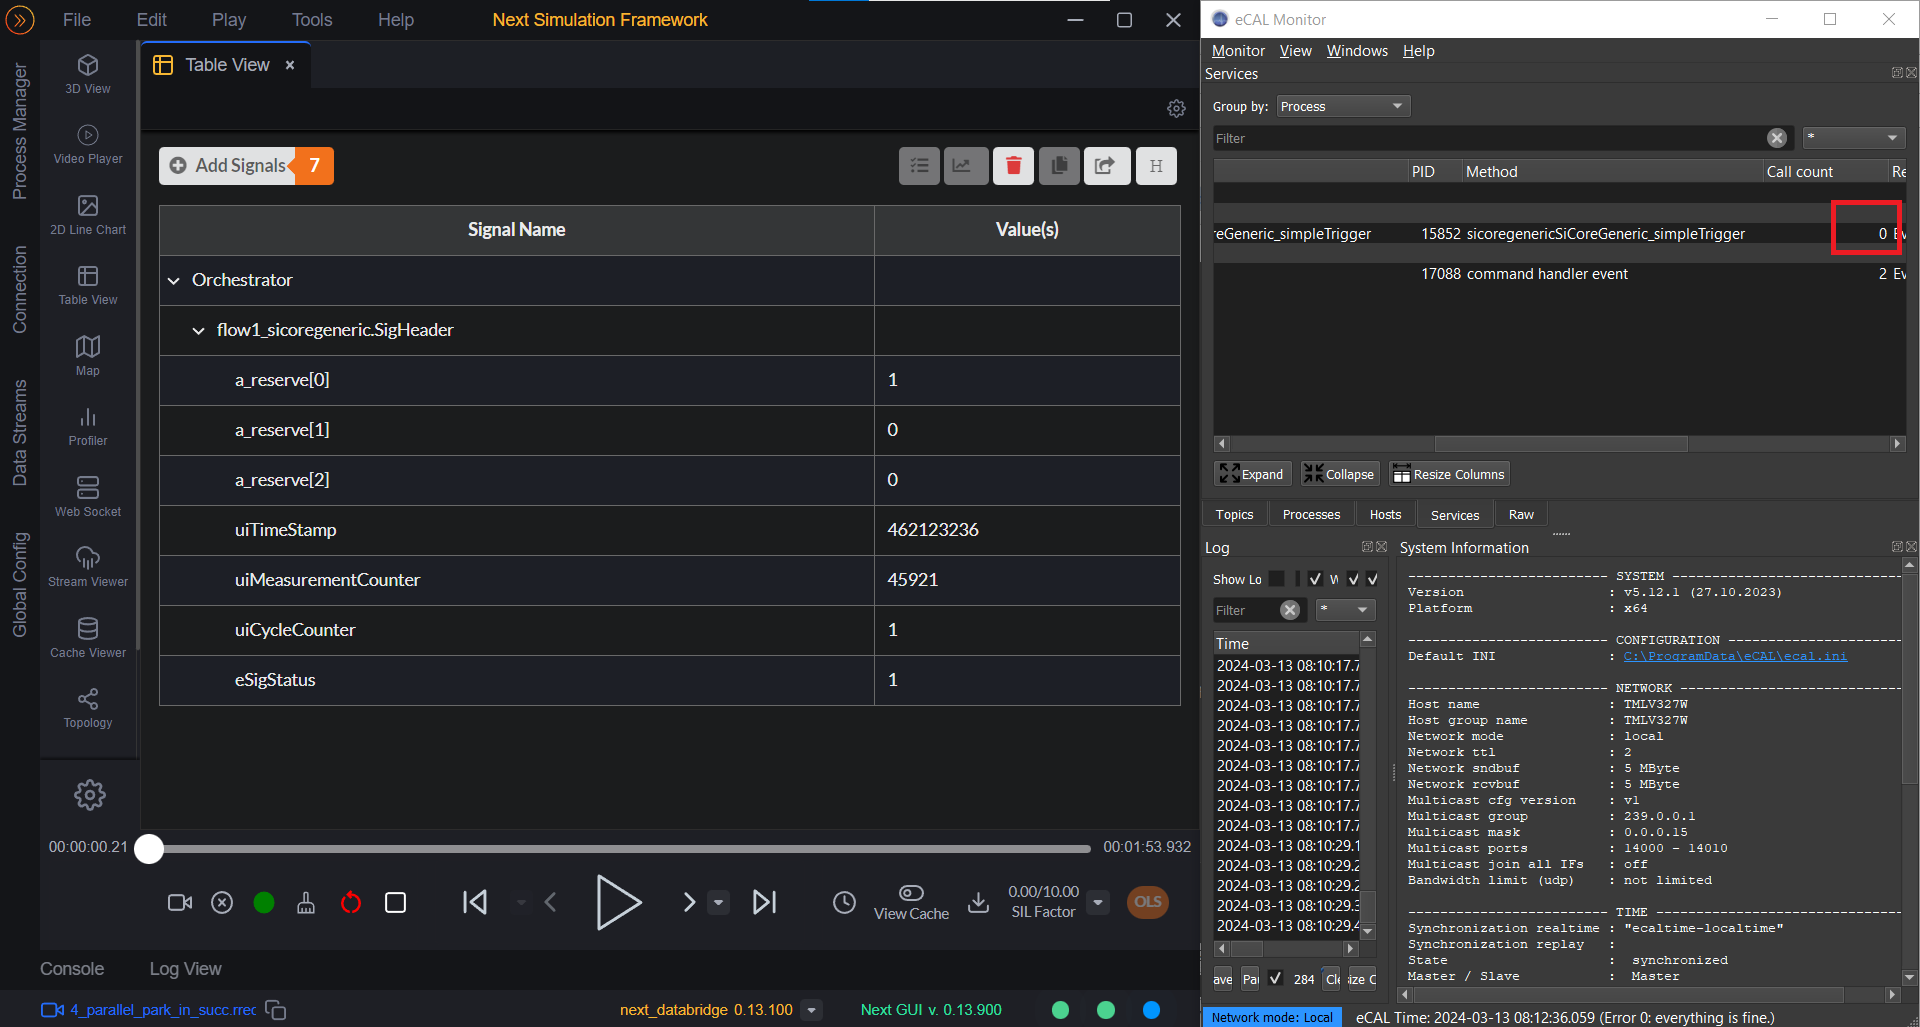 File Edit Play Tools Help
Next Simulation Framework
Process Manager
Connection
Data Streams
Global Config
3D View
Video Player
2D Line Chart
Table View
Map
Profiler
Web Socket
Stream Viewer
Cache Viewer
Topology
Table View ×
Add Signals 7
H
Signal Name Value(s)
Orchestrator
flow1_sicoregeneric.SigHeader
a_reserve[0] 1
a_reserve[1] 0
a_reserve[2] 0
uiTimeStamp 462123236
uiMeasurementCounter 45921
uiCycleCounter 1
eSigStatus 1
00:00:00.21 00:01:53.932
View Cache
0.00/10.00
SIL Factor
OLS
Console Log View
4_parallel_park_in_succ.rrec
next_databridge 0.13.100
Next GUI v. 0.13.900
eCAL Monitor
Monitor View Windows Help
Services
Group by: Process
Filter *
PID Method Call count Re
reGeneric_simpleTrigger 15852 sicoregenericSiCoreGeneric_simpleTrigger 0 Ev
17088 command handler event 2 Ev
Expand Collapse Resize Columns
Topics Processes Hosts Services Raw
Log
Show Lo
Filter *
Time
2024-03-13 08:10:17.7
2024-03-13 08:10:17.7
2024-03-13 08:10:17.7
2024-03-13 08:10:17.7
2024-03-13 08:10:17.7
2024-03-13 08:10:17.7
2024-03-13 08:10:17.7
2024-03-13 08:10:17.7
2024-03-13 08:10:17.7
2024-03-13 08:10:29.1
2024-03-13 08:10:29.2
2024-03-13 08:10:29.2
2024-03-13 08:10:29.3
2024-03-13 08:10:29.4
ave Pa 284 Cle ize C
System Information
------------------------- SYSTEM -----------------------------
Version : v5.12.1 (27.10.2023)
Platform : x64
------------------------- CONFIGURATION ----------------------
Default INI : C:\ProgramData\eCAL\ecal.ini
------------------------- NETWORK ----------------------------
Host name : TMLV327W
Host group name : TMLV327W
Network mode : local
Network ttl : 2
Network sndbuf : 5 MByte
Network rcvbuf : 5 MByte
Multicast cfg version : v1
Multicast group : 239.0.0.1
Multicast mask : 0.0.0.15
Multicast ports : 14000 - 14010
Multicast join all IFs : off
Bandwidth limit (udp) : not limited
------------------------- TIME -------------------------------
Synchronization realtime : "ecaltime-localtime"
Synchronization replay :
State : synchronized
Master / Slave : Master
Network mode: Local
eCAL Time: 2024-03-13 08:12:36.059 (Error 0: everything is fine.)